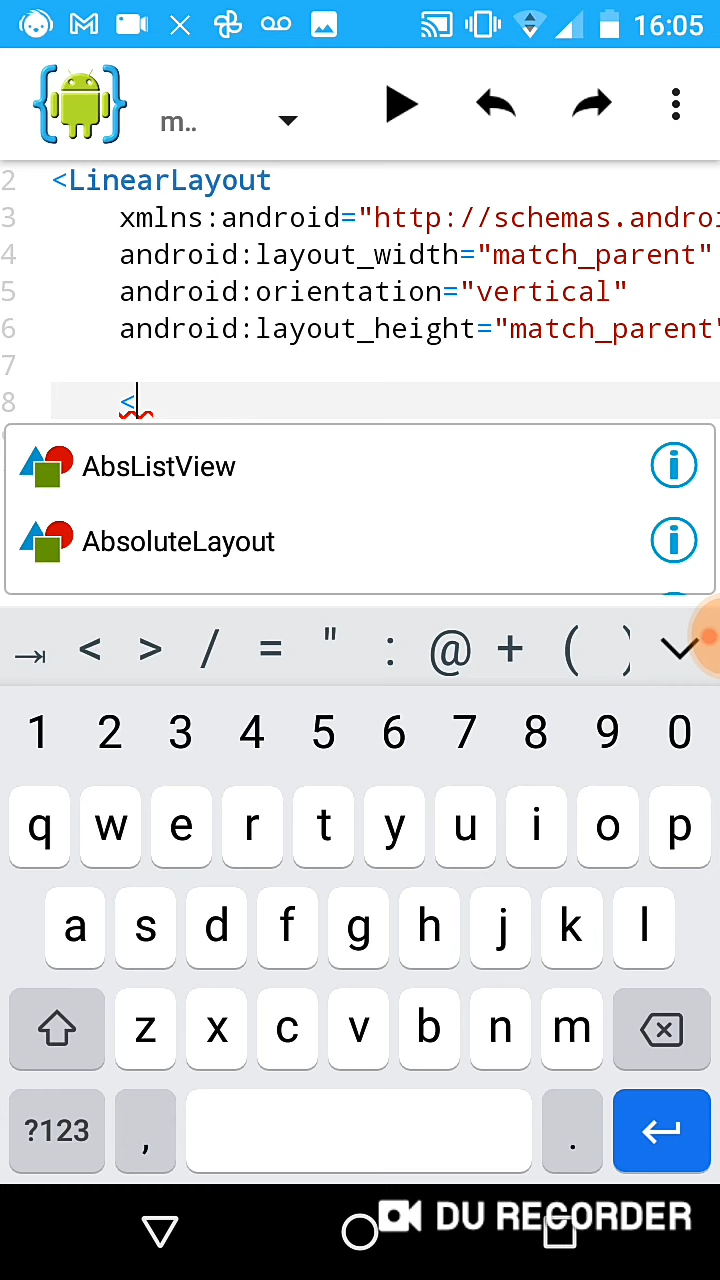 16:05
m..
2 <LinearLayout
3 xmlns:android="http://schemas.androi
4 android:layout_width="match_parent"
5 android:orientation="vertical"
6 android:layout_height="match_parent"
7
8 <
AbsListView
AbsoluteLayout
< > / = " : @ + ( )
1 2 3 4 5 6 7 8 9 0
q w e r t y u i o p
a s d f g h j k l
z x c v b n m
?123 , .
DU RECORDER